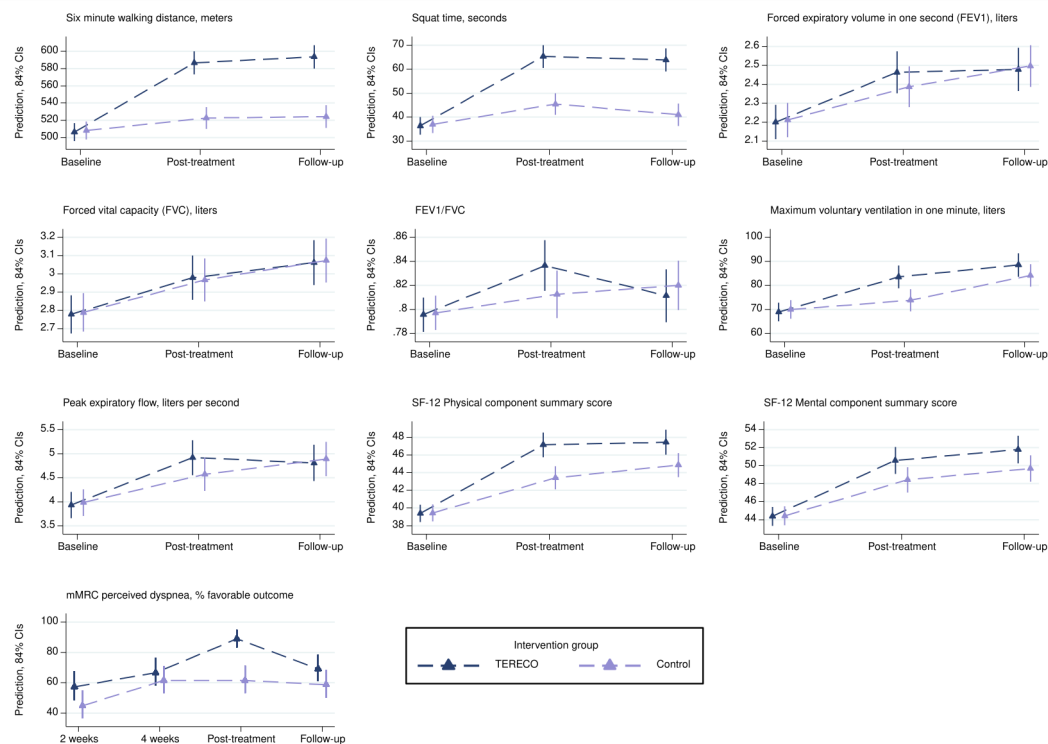 Six minute walking distance, meters
Prediction, 84% CIs
600
580
560
540
520
500
Baseline Post-treatment Follow-up
Squat time, seconds
Prediction, 84% CIs
70
60
50
40
30
Baseline Post-treatment Follow-up
Forced expiratory volume in one second (FEV1), liters
Prediction, 84% CIs
2.6
2.5
2.4
2.3
2.2
2.1
Baseline Post-treatment Follow-up
Forced vital capacity (FVC), liters
Prediction, 84% CIs
3.2
3.1
3
2.9
2.8
2.7
Baseline Post-treatment Follow-up
FEV1/FVC
Prediction, 84% CIs
.86
.84
.82
.8
.78
Baseline Post-treatment Follow-up
Maximum voluntary ventilation in one minute, liters
Prediction, 84% CIs
100
90
80
70
60
Baseline Post-treatment Follow-up
Peak expiratory flow, liters per second
Prediction, 84% CIs
5.5
5
4.5
4
3.5
Baseline Post-treatment Follow-up
SF-12 Physical component summary score
Prediction, 84% CIs
48
46
44
42
40
38
Baseline Post-treatment Follow-up
SF-12 Mental component summary score
Prediction, 84% CIs
54
52
50
48
46
44
Baseline Post-treatment Follow-up
mMRC perceived dyspnea, % favorable outcome
Prediction, 84% CIs
100
80
60
40
2 weeks 4 weeks Post-treatment Follow-up
Intervention group
TERECO Control